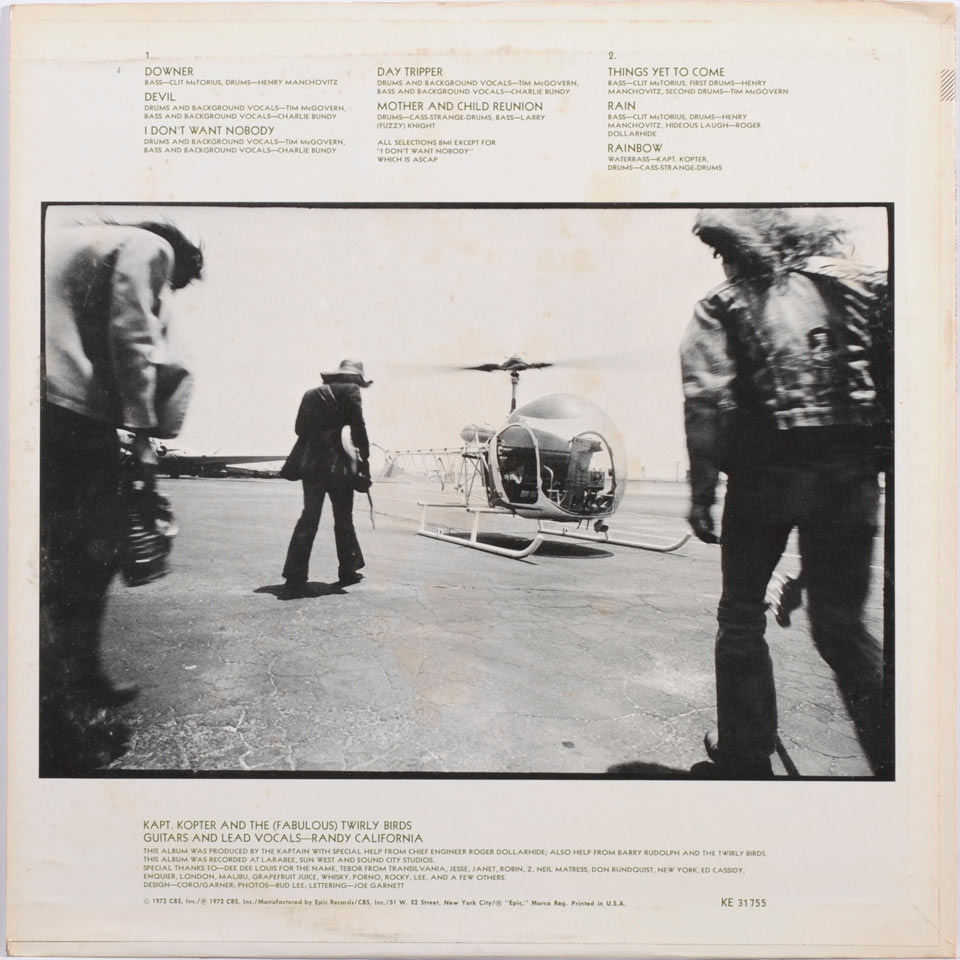 1.
DOWNER
BASS—CLIT McTORIUS, DRUMS—HENRY MANCHOVITZ
DEVIL
DRUMS AND BACKGROUND VOCALS—TIM McGOVERN,
BASS AND BACKGROUND VOCALS—CHARLIE BUNDY
I DON'T WANT NOBODY
DRUMS AND BACKGROUND VOCALS—TIM McGOVERN,
BASS AND BACKGROUND VOCALS—CHARLIE BUNDY
DAY TRIPPER
DRUMS AND BACKGROUND VOCALS—TIM McGOVERN,
BASS AND BACKGROUND VOCALS—CHARLIE BUNDY
MOTHER AND CHILD REUNION
DRUMS—CASS-STRANGE-DRUMS, BASS—LARRY
(FUZZY) KNIGHT
ALL SELECTIONS BMI EXCEPT FOR
"I DON'T WANT NOBODY"
WHICH IS ASCAP
2.
THINGS YET TO COME
BASS—CLIT McTORIUS, FIRST DRUMS—HENRY
MANCHOVITZ, SECOND DRUMS—TIM McGOVERN
RAIN
BASS—CLIT McTORIUS, DRUMS—HENRY
MANCHOVITZ, HIDEOUS LAUGH—ROGER
DOLLARHIDE
RAINBOW
WATERBASS—KAPT. KOPTER,
DRUMS—CASS-STRANGE-DRUMS
KAPT. KOPTER AND THE (FABULOUS) TWIRLY BIRDS
GUITARS AND LEAD VOCALS—RANDY CALIFORNIA
THIS ALBUM WAS PRODUCED BY THE KAPTAIN WITH SPECIAL HELP FROM CHIEF ENGINEER ROGER DOLLARHIDE; ALSO HELP FROM BARRY RUDOLPH AND THE TWIRLY BIRDS.
THIS ALBUM WAS RECORDED AT LARABEE, SUN WEST AND SOUND CITY STUDIOS.
SPECIAL THANKS TO—DEE DEE LOUIS FOR THE NAME, TEBOR FROM TRANSILVANIA, JESSE, JANET, ROBIN, Z, NEIL MATRESS, DON RUNDQUIST, NEW YORK, ED CASSIDY,
ENQUIER, LONDON, MALIBU, GRAPEFRUIT JUICE, WHISKY, PORNO, ROCKY, LEE, AND A FEW OTHERS.
DESIGN—CORO/GARNER; PHOTOS—BUD LEE; LETTERING—JOE GARNETT
© 1972 CBS, Inc./℗ 1972 CBS, Inc./Manufactured by Epic Records/CBS, Inc./51 W. 52 Street, New York City/® "Epic," Marca Reg. Printed in U.S.A.
KE 31755